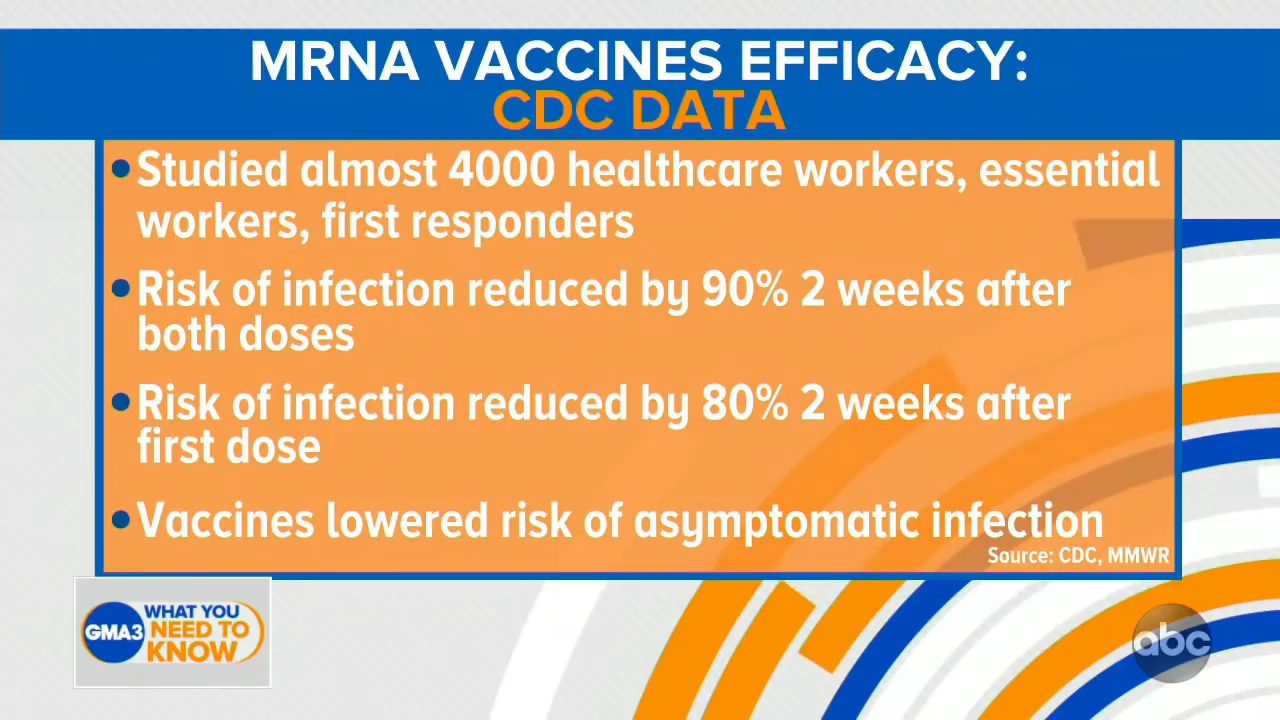 MRNA VACCINES EFFICACY:
CDC DATA
• Studied almost 4000 healthcare workers, essential
workers, first responders
• Risk of infection reduced by 90% 2 weeks after
both doses
• Risk of infection reduced by 80% 2 weeks after
first dose
• Vaccines lowered risk of asymptomatic infection
Source: CDC, MMWR
GMA3
WHAT YOU
NEED TO
KNOW
abc